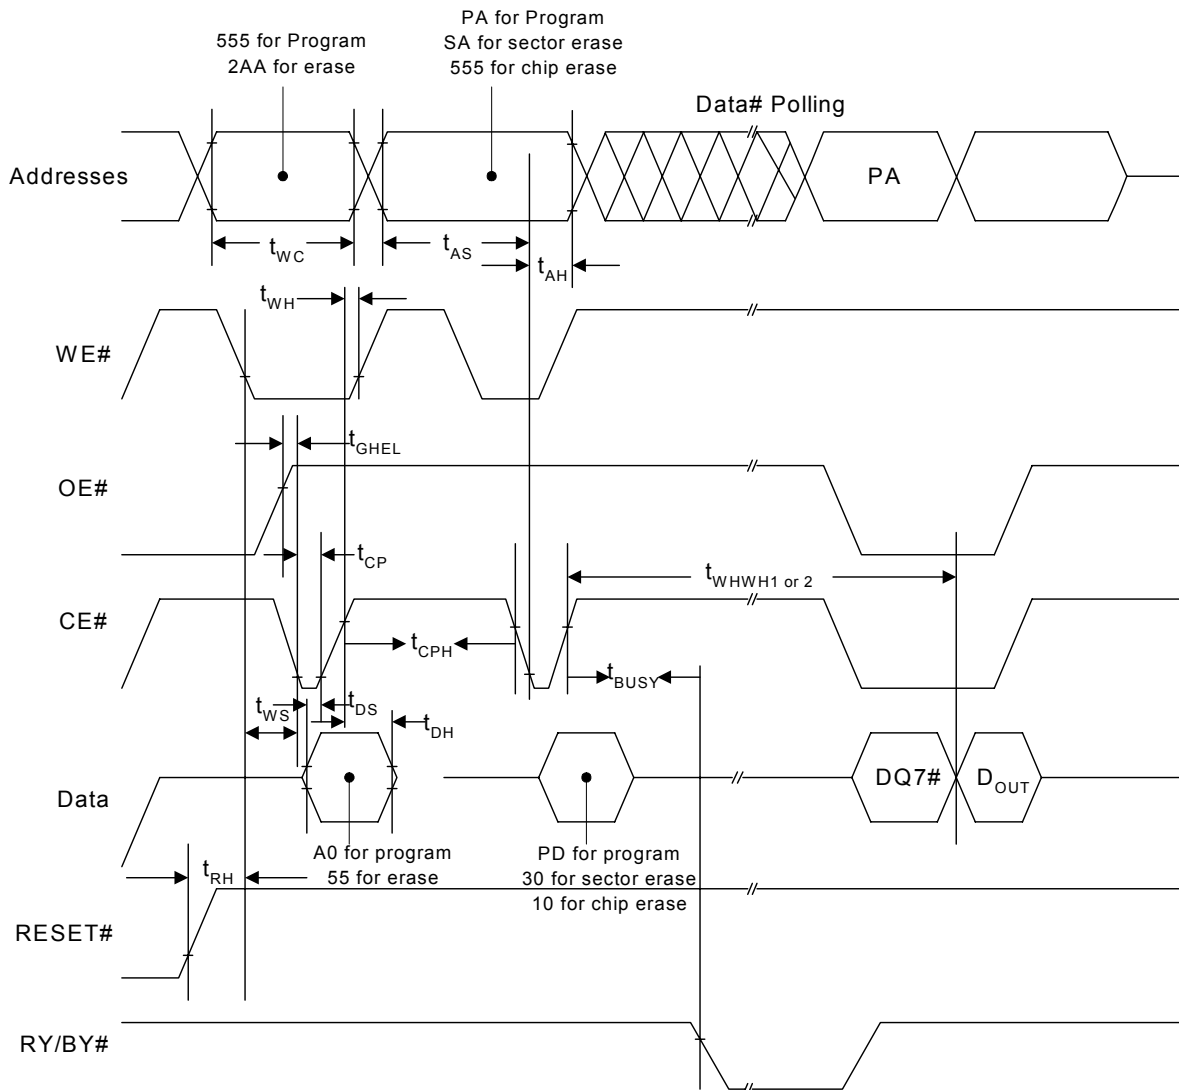 555 for Program
2AA for erase
PA for Program
SA for sector erase
555 for chip erase
Data# Polling
Addresses
PA
tWC
tAS
tAH
tWH
WE#
tGHEL
OE#
tCP
tWHWH1 or 2
CE#
tCPH
tBUSY
tWS
tDS
tDH
Data
DQ7#
DOUT
A0 for program
55 for erase
PD for program
30 for sector erase
10 for chip erase
tRH
RESET#
RY/BY#